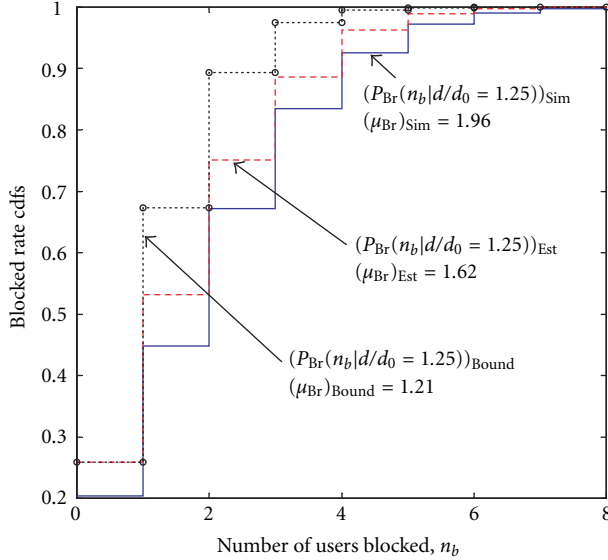 1
0.9
0.8
0.7
0.6
0.5
0.4
0.3
0.2
Blocked rate cdfs
(P_Br(n_b|d/d_0 = 1.25))_Sim
(μ_Br)_Sim = 1.96
(P_Br(n_b|d/d_0 = 1.25))_Est
(μ_Br)_Est = 1.62
(P_Br(n_b|d/d_0 = 1.25))_Bound
(μ_Br)_Bound = 1.21
0 2 4 6 8
Number of users blocked, n_b